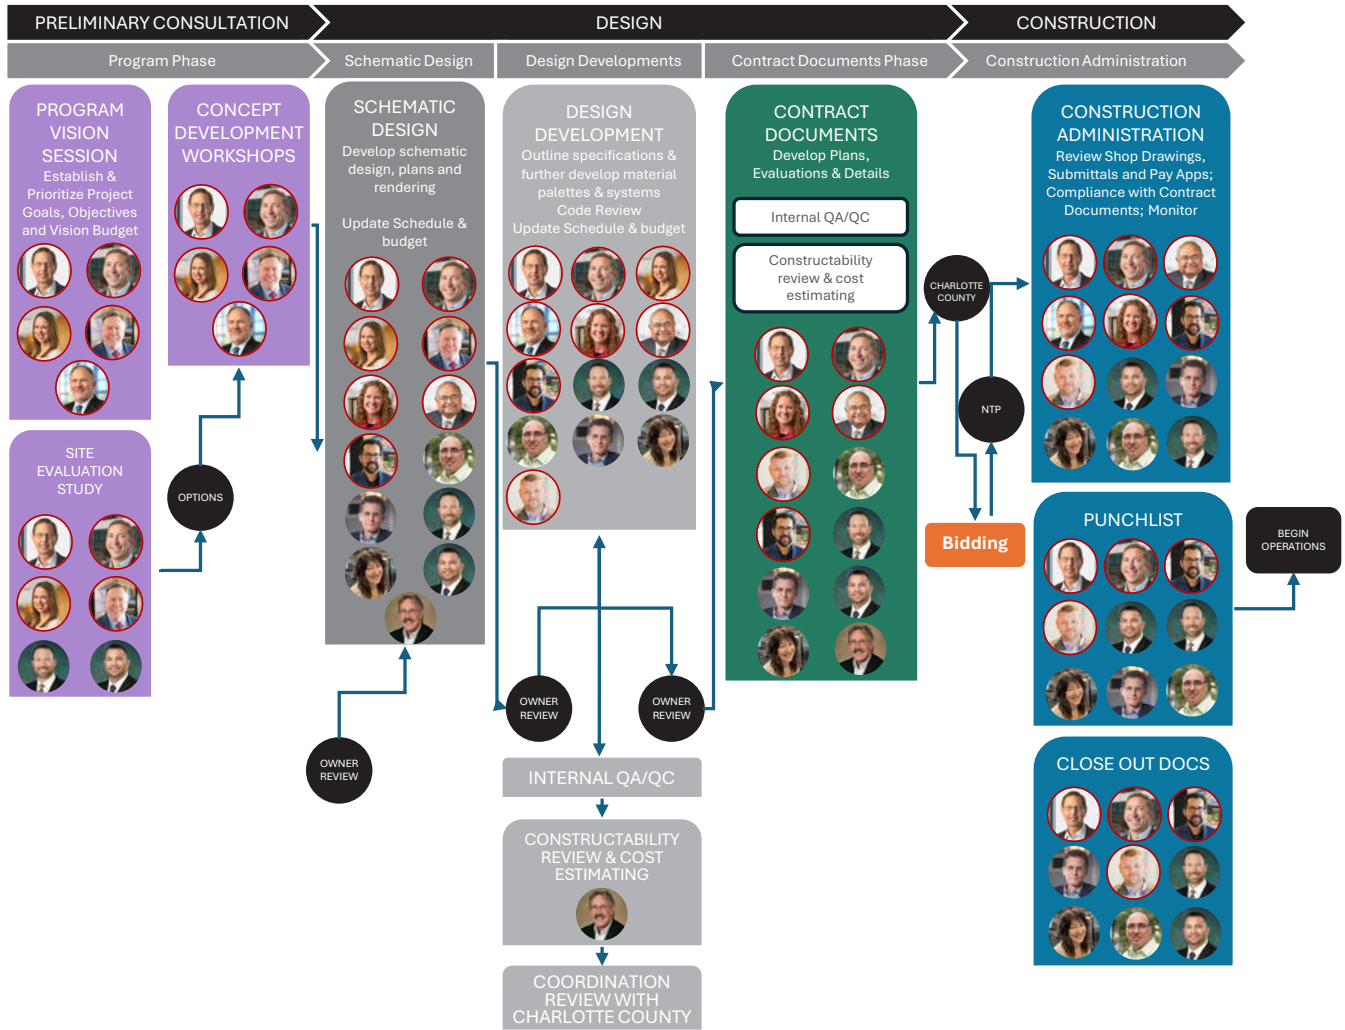 PRELIMINARY CONSULTATION
DESIGN
CONSTRUCTION
Program Phase
Schematic Design
Design Developments
Contract Documents Phase
Construction Administration
PROGRAM
VISION
SESSION
Establish &
Prioritize Project
Goals, Objectives
and Vision Budget
SITE
EVALUATION
STUDY
CONCEPT
DEVELOPMENT
WORKSHOPS
OPTIONS
SCHEMATIC
DESIGN
Develop schematic
design, plans and
rendering
Update Schedule &
budget
OWNER
REVIEW
DESIGN
DEVELOPMENT
Outline specifications &
further develop material
palettes & systems
Code Review
Update Schedule & budget
OWNER
REVIEW
OWNER
REVIEW
INTERNAL QA/QC
CONSTRUCTABILITY
REVIEW & COST
ESTIMATING
COORDINATION
REVIEW WITH
CHARLOTTE COUNTY
CONTRACT
DOCUMENTS
Develop Plans,
Evaluations & Details
Internal QA/QC
Constructability
review & cost
estimating
CHARLOTTE
COUNTY
NTP
Bidding
CONSTRUCTION
ADMINISTRATION
Review Shop Drawings,
Submittals and Pay Apps;
Compliance with Contract
Documents; Monitor
PUNCHLIST
BEGIN
OPERATIONS
CLOSE OUT DOCS